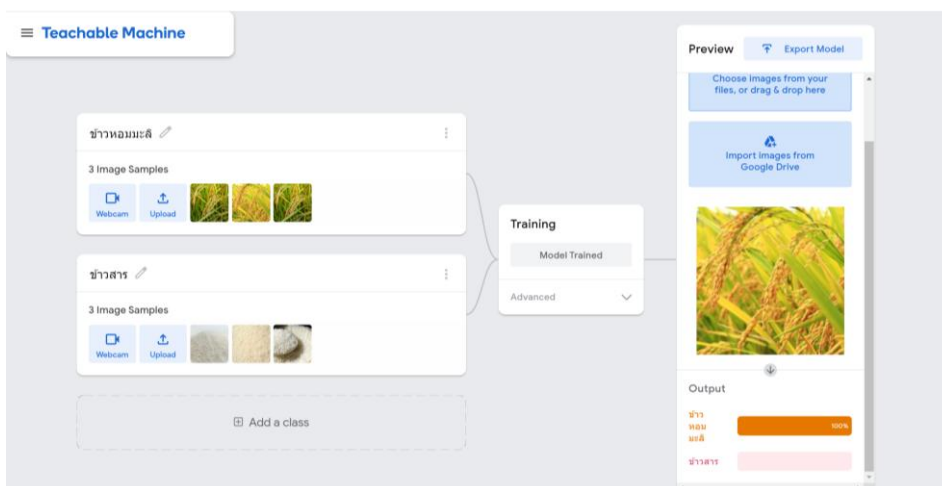 Teachable Machine
Preview
Export Model
Choose images from your
files, or drag & drop here
Import images from
Google Drive
ข้าวหอมมะลิ
3 Image Samples
Webcam
Upload
ข้าวสาร
3 Image Samples
Webcam
Upload
Add a class
Training
Model Trained
Advanced
Output
ข้าว
หอม
มะลิ
100%
ข้าวสาร